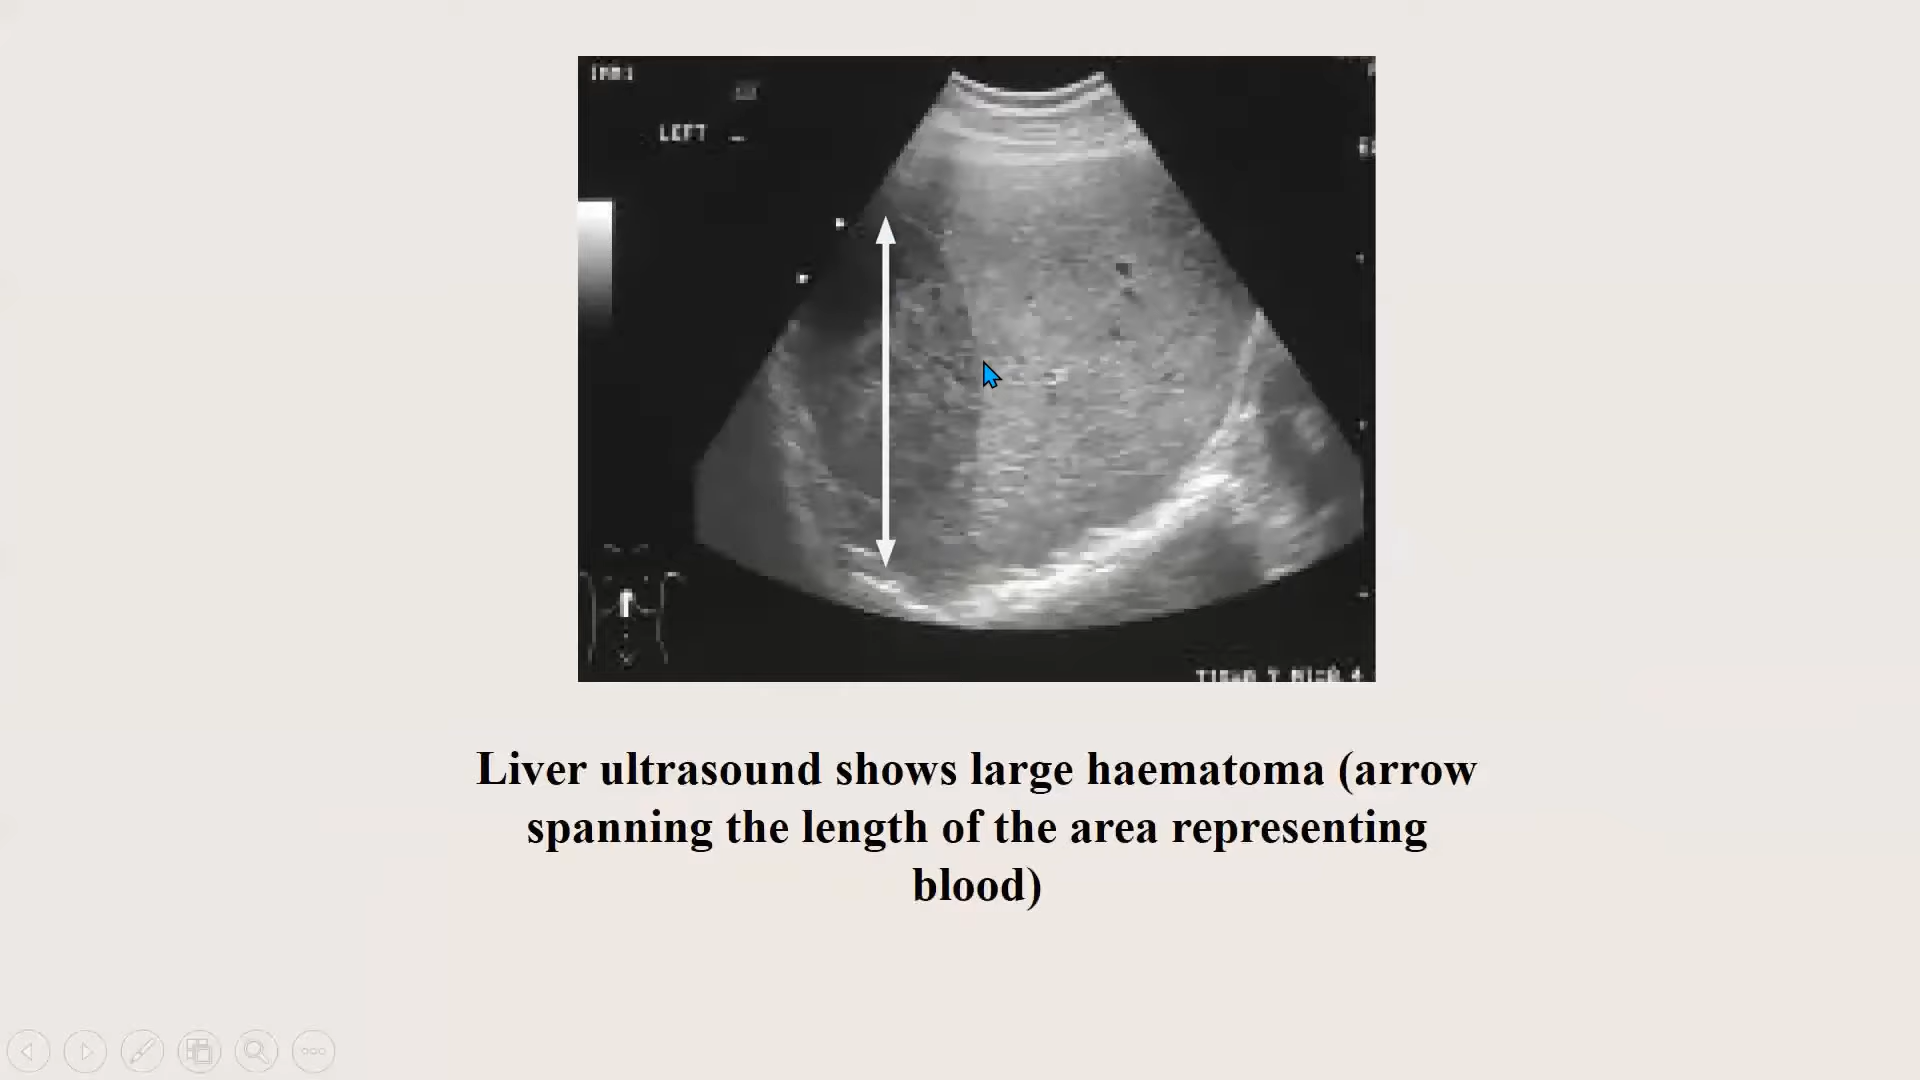 LEFT
Liver ultrasound shows large haematoma (arrow
spanning the length of the area representing
blood)